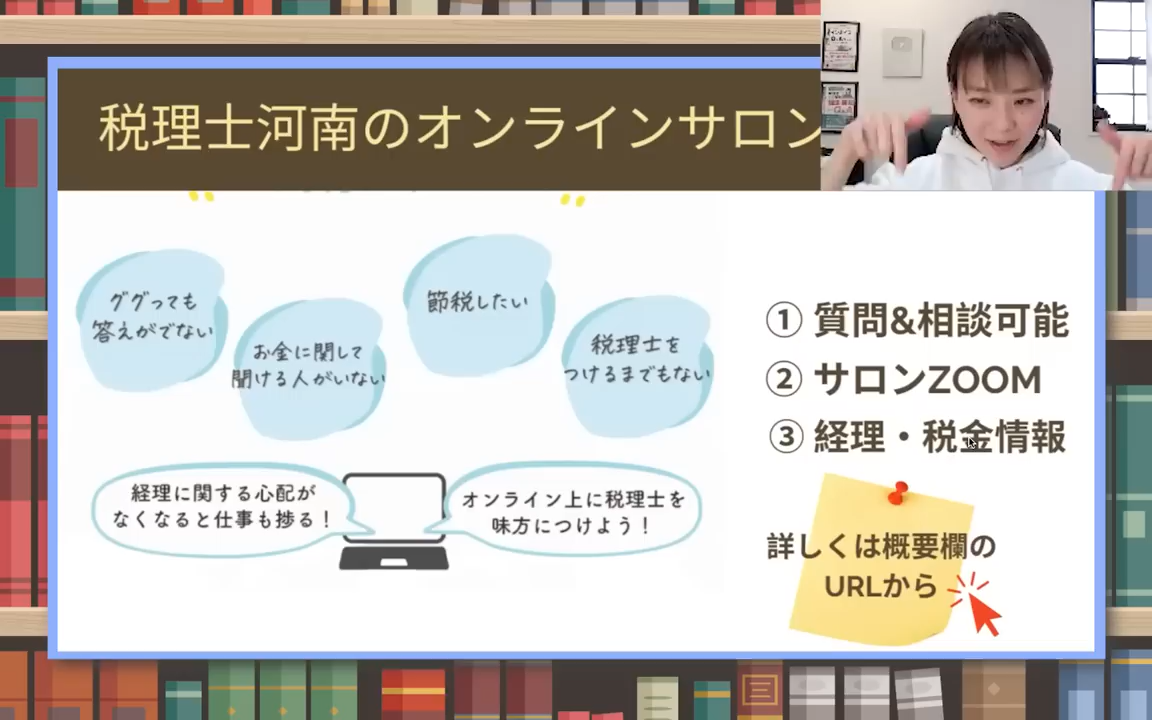 税理士河南のオンラインサロン
ググっても
答えがでない
お金に関して
聞ける人がいない
節税したい
税理士を
つけるまでもない
経理に関する心配が
なくなると仕事も捗る！
オンライン上に税理士を
味方につけよう！
① 質問&相談可能
② サロンZOOM
③ 経理・税金情報
詳しくは概要欄の
URLから